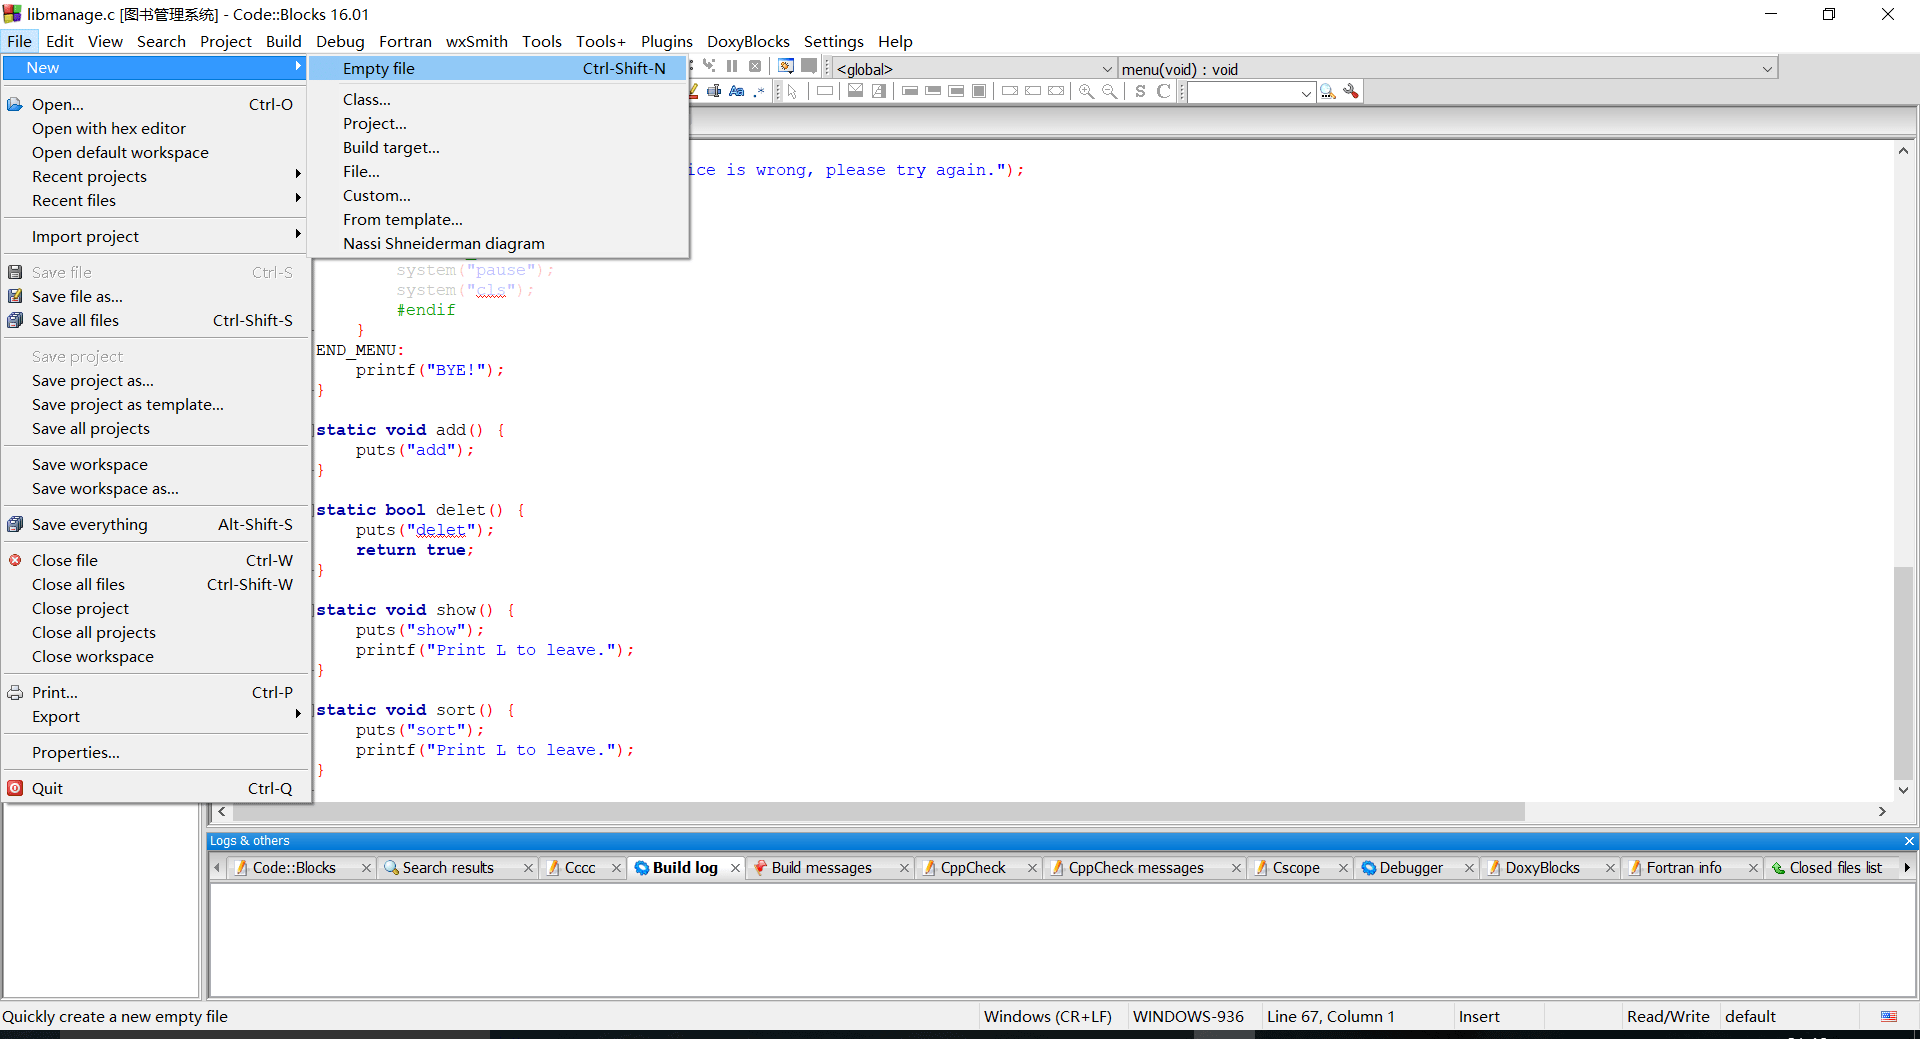 libmanage.c [图书管理系统] - Code::Blocks 16.01
File Edit View Search Project Build Debug Fortran wxSmith Tools Tools+ Plugins DoxyBlocks Settings Help
New
Empty file Ctrl-Shift-N
Class...
Project...
Build target...
File...
Custom...
From template...
Nassi Shneiderman diagram
<global>
menu(void) : void
Open... Ctrl-O
Open with hex editor
Open default workspace
Recent projects
Recent files
Import project
Save file Ctrl-S
Save file as...
Save all files Ctrl-Shift-S
Save project
Save project as...
Save project as template...
Save all projects
Save workspace
Save workspace as...
Save everything Alt-Shift-S
Close file Ctrl-W
Close all files Ctrl-Shift-W
Close project
Close all projects
Close workspace
Print... Ctrl-P
Export
Properties...
Quit Ctrl-Q
ice is wrong, please try again.");
system("pause");
system("cls");
#endif
}
END_MENU:
printf("BYE!");
}
static void add() {
puts("add");
}
static bool delet() {
puts("delet");
return true;
}
static void show() {
puts("show");
printf("Print L to leave.");
}
static void sort() {
puts("sort");
printf("Print L to leave.");
}
Logs & others
Code::Blocks Search results Cccc Build log Build messages CppCheck CppCheck messages Cscope Debugger DoxyBlocks Fortran info Closed files list
Quickly create a new empty file Windows (CR+LF) WINDOWS-936 Line 67, Column 1 Insert Read/Write default